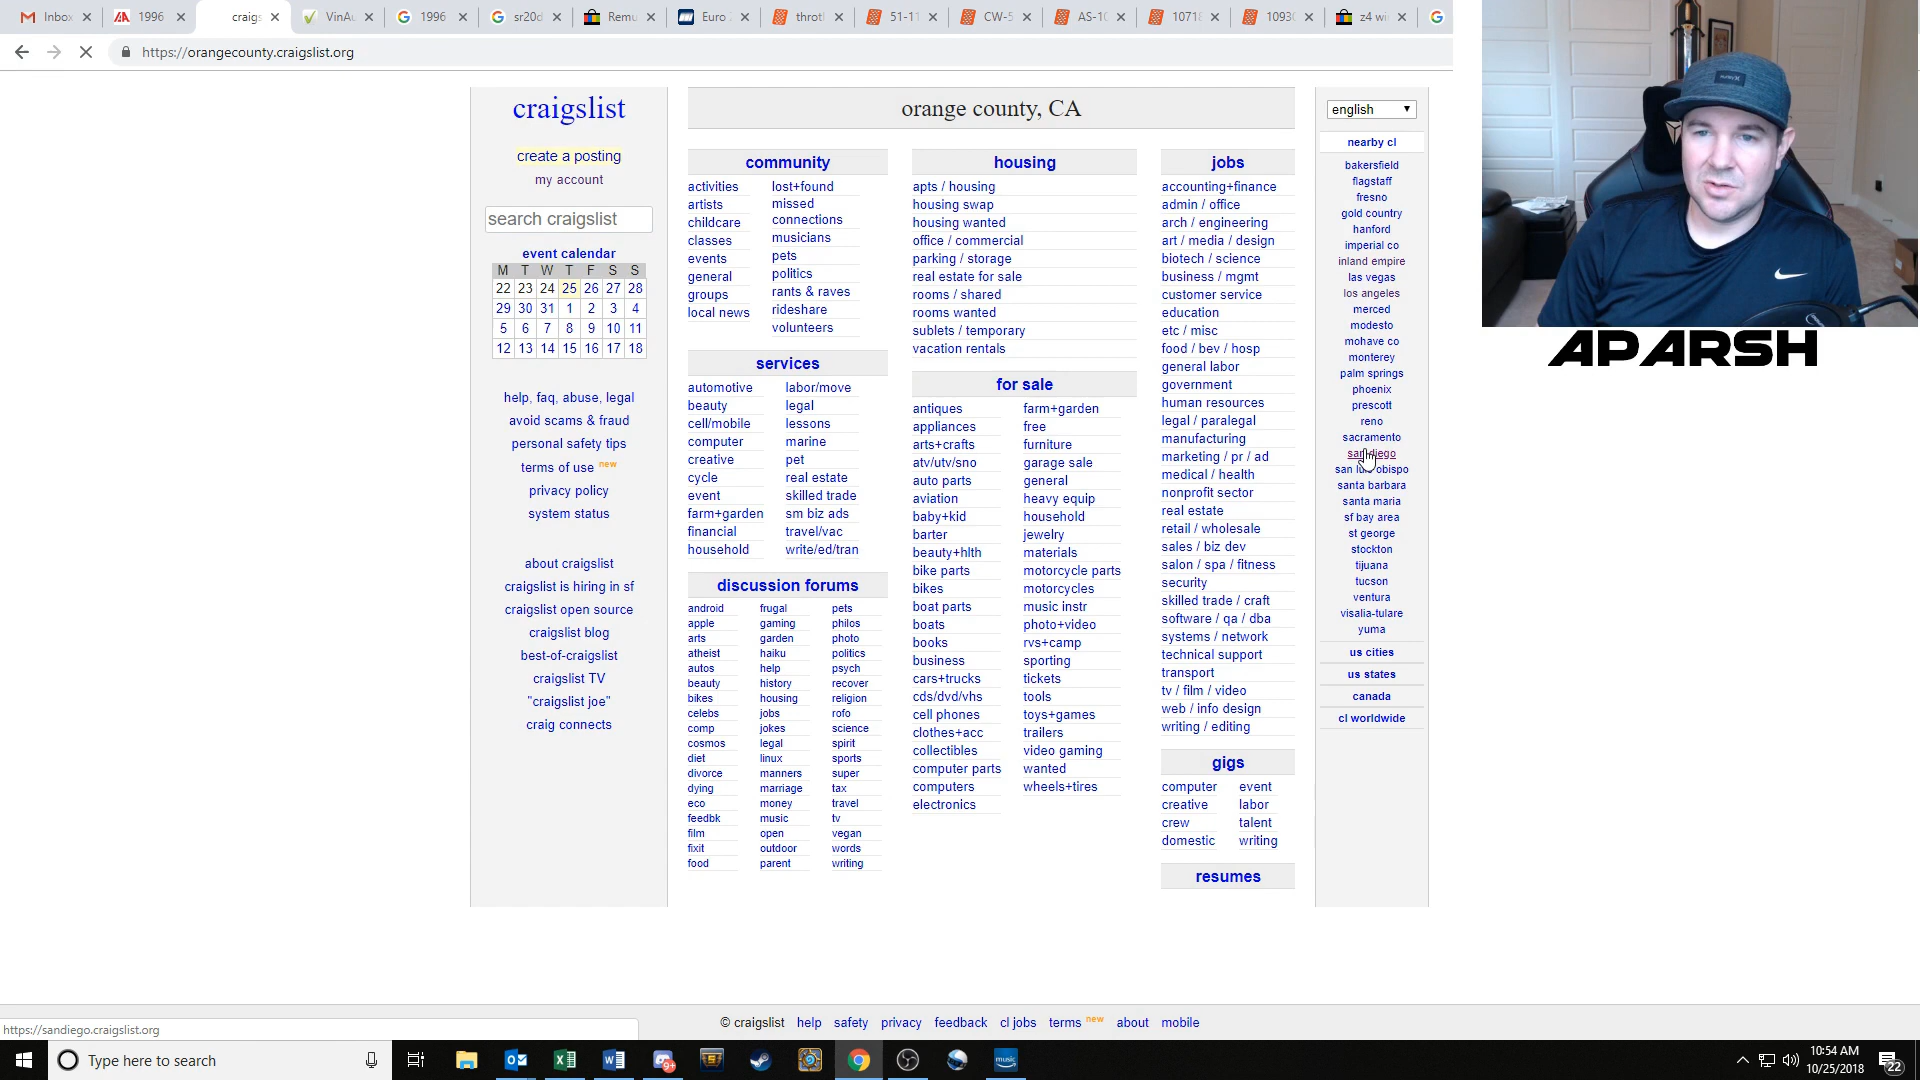 Inbox
1996
craigs
VinAu
1996
sr20d
Remu
Euro
throtl
51-11
CW-5
AS-10
10718
10930
z4 wi
https://orangecounty.craigslist.org
craigslist
create a posting
my account
search craigslist
event calendar
M T W T F S S
22 23 24 25 26 27 28
29 30 31 1 2 3 4
5 6 7 8 9 10 11
12 13 14 15 16 17 18
help, faq, abuse, legal
avoid scams & fraud
personal safety tips
terms of use new
privacy policy
system status
about craigslist
craigslist is hiring in sf
craigslist open source
craigslist blog
best-of-craigslist
craigslist TV
"craigslist joe"
craig connects
orange county, CA
community
activities
artists
childcare
classes
events
general
groups
local news
lost+found
missed
connections
musicians
pets
politics
rants & raves
rideshare
volunteers
services
automotive
beauty
cell/mobile
computer
creative
cycle
event
farm+garden
financial
household
labor/move
legal
lessons
marine
pet
real estate
skilled trade
sm biz ads
travel/vac
write/ed/tran
discussion forums
android
apple
arts
atheist
autos
beauty
bikes
celebs
comp
cosmos
diet
divorce
dying
eco
feedbk
film
fixit
food
frugal
gaming
garden
haiku
help
history
housing
jobs
jokes
legal
linux
manners
marriage
money
music
open
outdoor
parent
pets
philos
photo
politics
psych
recover
religion
rofo
science
spirit
sports
super
tax
travel
tv
vegan
words
writing
housing
apts / housing
housing swap
housing wanted
office / commercial
parking / storage
real estate for sale
rooms / shared
rooms wanted
sublets / temporary
vacation rentals
for sale
antiques
appliances
arts+crafts
atv/utv/sno
auto parts
aviation
baby+kid
barter
beauty+hlth
bike parts
bikes
boat parts
boats
books
business
cars+trucks
cds/dvd/vhs
cell phones
clothes+acc
collectibles
computer parts
computers
electronics
farm+garden
free
furniture
garage sale
general
heavy equip
household
jewelry
materials
motorcycle parts
motorcycles
music instr
photo+video
rvs+camp
sporting
tickets
tools
toys+games
trailers
video gaming
wanted
wheels+tires
jobs
accounting+finance
admin / office
arch / engineering
art / media / design
biotech / science
business / mgmt
customer service
education
etc / misc
food / bev / hosp
general labor
government
human resources
legal / paralegal
manufacturing
marketing / pr / ad
medical / health
nonprofit sector
real estate
retail / wholesale
sales / biz dev
salon / spa / fitness
security
skilled trade / craft
software / qa / dba
systems / network
technical support
transport
tv / film / video
web / info design
writing / editing
gigs
computer
creative
crew
domestic
event
labor
talent
writing
resumes
english
nearby cl
bakersfield
flagstaff
fresno
gold country
hanford
imperial co
inland empire
las vegas
los angeles
merced
modesto
mohave co
monterey
palm springs
phoenix
prescott
reno
sacramento
san diego
san luis obispo
santa barbara
santa maria
sf bay area
st george
stockton
tijuana
tucson
ventura
visalia-tulare
yuma
us cities
us states
canada
cl worldwide
APARSH
© craigslist help safety privacy feedback cl jobs terms new about mobile
https://sandiego.craigslist.org
Type here to search
music
10:54 AM
10/25/2018
22